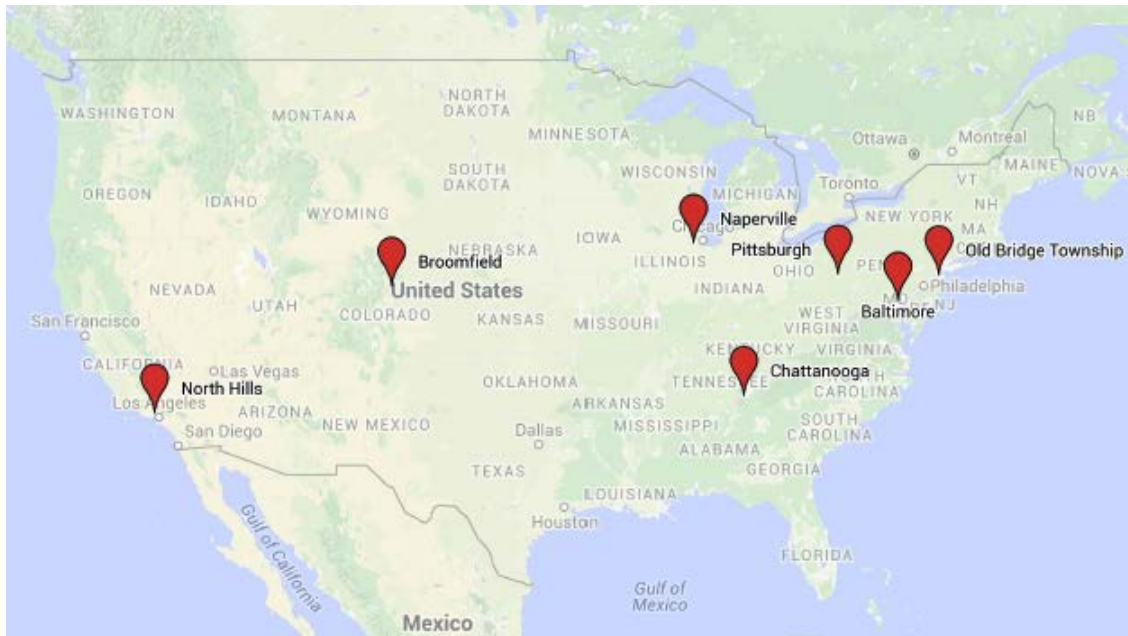 NORTH
DAKOTA
WASHINGTON
MONTANA
NB
MINNESOTA
Ottawa
Montreal
MAINE
SOUTH
DAKOTA
WISCONSIN
VT
NOVA S
OREGON
IDAHO
MICHIGAN
Toronto
WYOMING
NH
NEW YORK
Naperville
MA
Chicago
IOWA
NEBRASKA
Broomfield
ILLINOIS
Pittsburgh
OHIO
PEN
Old Bridge Township
NEVADA
United States
INDIANA
Philadelphia
UTAH
COLORADO
MD
NJ
Baltimore
San Francisco
KANSAS
MISSOURI
WEST
VIRGINIA
KENTUCKY
VIRGINIA
CALIFORNIA
Las Vegas
Chattanooga
North Hills
OKLAHOMA
TENNESSEE
NORTH
CAROLINA
Los Angeles
ARIZONA
ARKANSAS
NEW MEXICO
MISSISSIPPI
SOUTH
CAROLINA
San Diego
Dallas
ALABAMA
TEXAS
GEORGIA
LOUISIANA
Houston
Gulf of California
FLORIDA
Gulf of
Mexico
Mexico